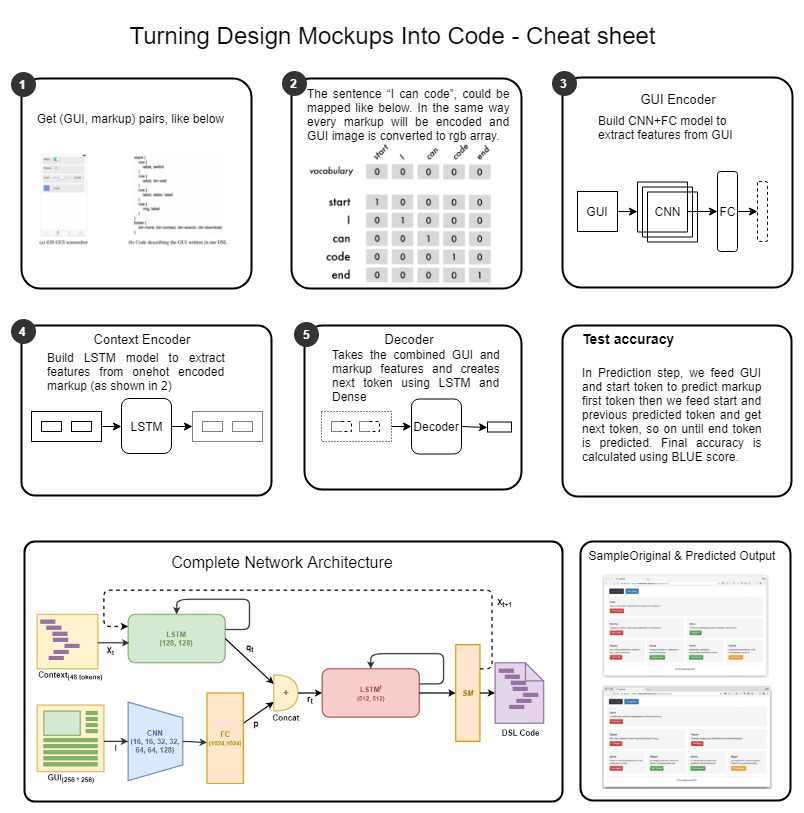 Turning Design Mockups Into Code - Cheat sheet
1
Get (GUI, markup) pairs, like below
stack {
row {
label, switch
}
row {
label, btn-add
}
row {
label, slider, label
}
row {
img, label
}
}
footer {
btn-more, btn-contact, btn-search, btn-download
}
(a) iOS GUI screenshot
(b) Code describing the GUI written in our DSL
2
The sentence “I can code”, could be
mapped like below. In the same way
every markup will be encoded and
GUI image is converted to rgb array.
start I can code end
vocabulary 0 0 0 0 0
start 1 0 0 0 0
I 0 1 0 0 0
can 0 0 1 0 0
code 0 0 0 1 0
end 0 0 0 0 1
3
GUI Encoder
Build CNN+FC model to
extract features from GUI
GUI
CNN
FC
4
Context Encoder
Build LSTM model to extract
features from onehot encoded
markup (as shown in 2)
LSTM
5
Decoder
Takes the combined GUI and
markup features and creates
next token using LSTM and
Dense
Decoder
Test accuracy
In Prediction step, we feed GUI
and start token to predict markup
first token then we feed start and
previous predicted token and get
next token, so on until end token
is predicted. Final accuracy is
calculated using BLUE score.
Complete Network Architecture
Xt+1
LSTM
(128, 128)
Xt
qt
Context(48 tokens)
LSTM'
(512, 512)
+
rt
Concat
SM
DSL Code
CNN
(16, 16, 32, 32,
64, 64, 128)
FC
(1024,1024)
I
p
GUI(256 * 256)
SampleOriginal & Predicted Output